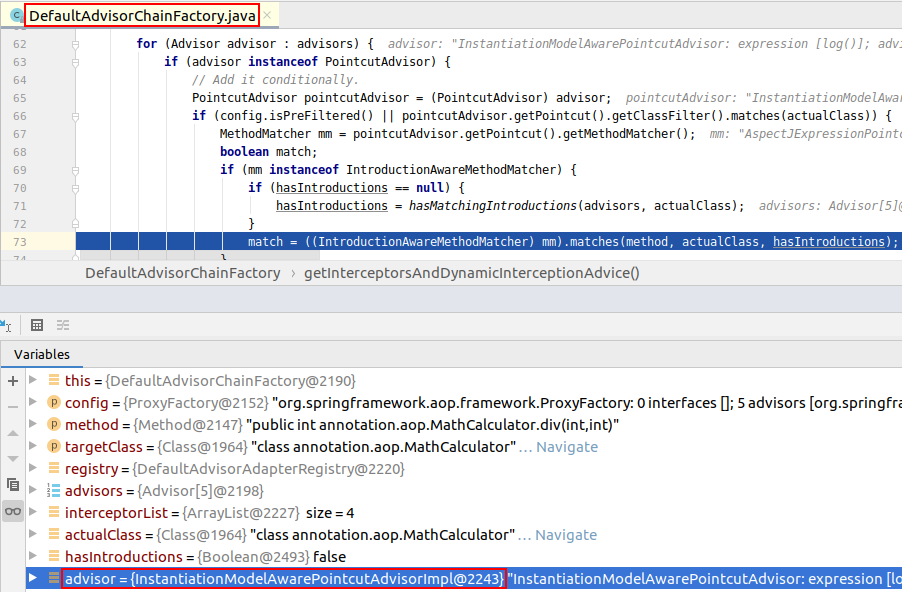 DefaultAdvisorChainFactory.java
62 for (Advisor advisor : advisors) { advisor: "InstantiationModelAwarePointcutAdvisor: expression [log()]; advi
63 if (advisor instanceof PointcutAdvisor) {
64 // Add it conditionally.
65 PointcutAdvisor pointcutAdvisor = (PointcutAdvisor) advisor; pointcutAdvisor: "InstantiationModelAwar
66 if (config.isPreFiltered() || pointcutAdvisor.getPointcut().getClassFilter().matches(actualClass)) {
67 MethodMatcher mm = pointcutAdvisor.getPointcut().getMethodMatcher(); mm: "AspectJExpressionPointc
68 boolean match;
69 if (mm instanceof IntroductionAwareMethodMatcher) {
70 if (hasIntroductions == null) {
71 hasIntroductions = hasMatchingIntroductions(advisors, actualClass); advisors: Advisor[5]@
72 }
73 match = ((IntroductionAwareMethodMatcher) mm).matches(method, actualClass, hasIntroductions);
74 }
DefaultAdvisorChainFactory › getInterceptorsAndDynamicInterceptionAdvice()
Variables
this = {DefaultAdvisorChainFactory@2190}
config = {ProxyFactory@2152} "org.springframework.aop.framework.ProxyFactory: 0 interfaces []; 5 advisors [org.springfra
method = {Method@2147} "public int annotation.aop.MathCalculator.div(int,int)"
targetClass = {Class@1964} "class annotation.aop.MathCalculator" … Navigate
registry = {DefaultAdvisorAdapterRegistry@2220}
advisors = {Advisor[5]@2198}
interceptorList = {ArrayList@2227} size = 4
actualClass = {Class@1964} "class annotation.aop.MathCalculator" … Navigate
hasIntroductions = {Boolean@2493} false
advisor = {InstantiationModelAwarePointcutAdvisorImpl@2243} "InstantiationModelAwarePointcutAdvisor: expression [lo